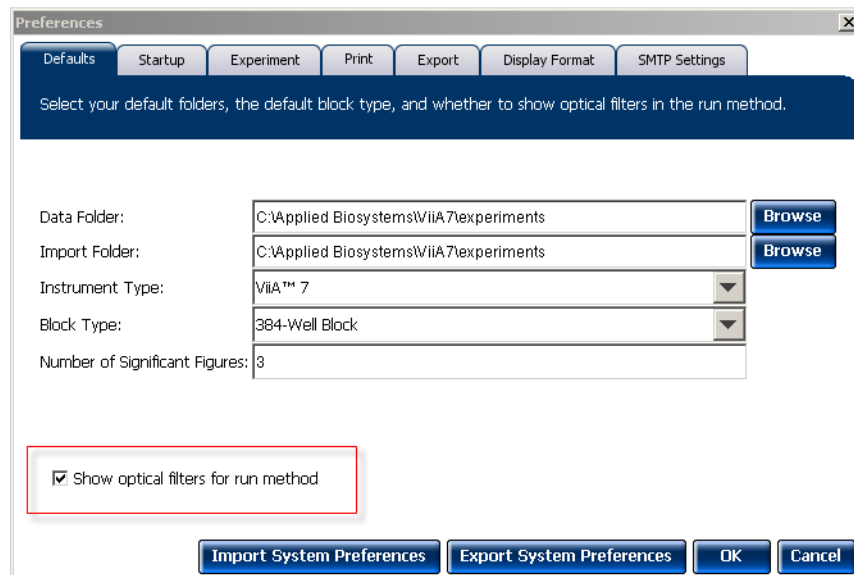 Preferences
Defaults Startup Experiment Print Export Display Format SMTP Settings
Select your default folders, the default block type, and whether to show optical filters in the run method.
Data Folder: C:\Applied Biosystems\ViiA7\experiments Browse
Import Folder: C:\Applied Biosystems\ViiA7\experiments Browse
Instrument Type: ViiA™ 7
Block Type: 384-Well Block
Number of Significant Figures: 3
Show optical filters for run method
Import System Preferences Export System Preferences OK Cancel